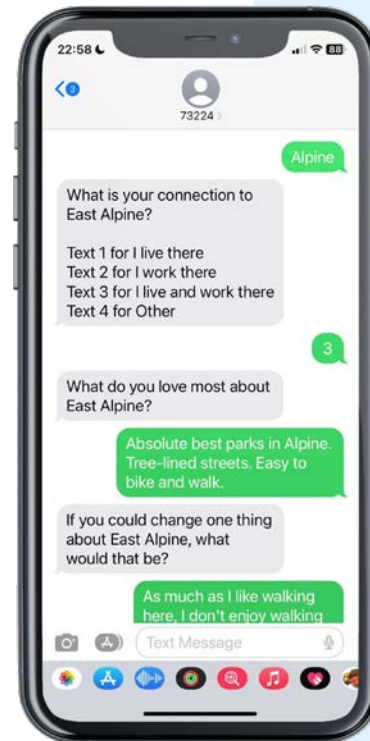 22:58
88
3
73224
Alpine
What is your connection to
East Alpine?
Text 1 for I live there
Text 2 for I work there
Text 3 for I live and work there
Text 4 for Other
3
What do you love most about
East Alpine?
Absolute best parks in Alpine.
Tree-lined streets. Easy to
bike and walk.
If you could change one thing
about East Alpine, what
would that be?
As much as I like walking
here, I don't enjoy walking
Text Message